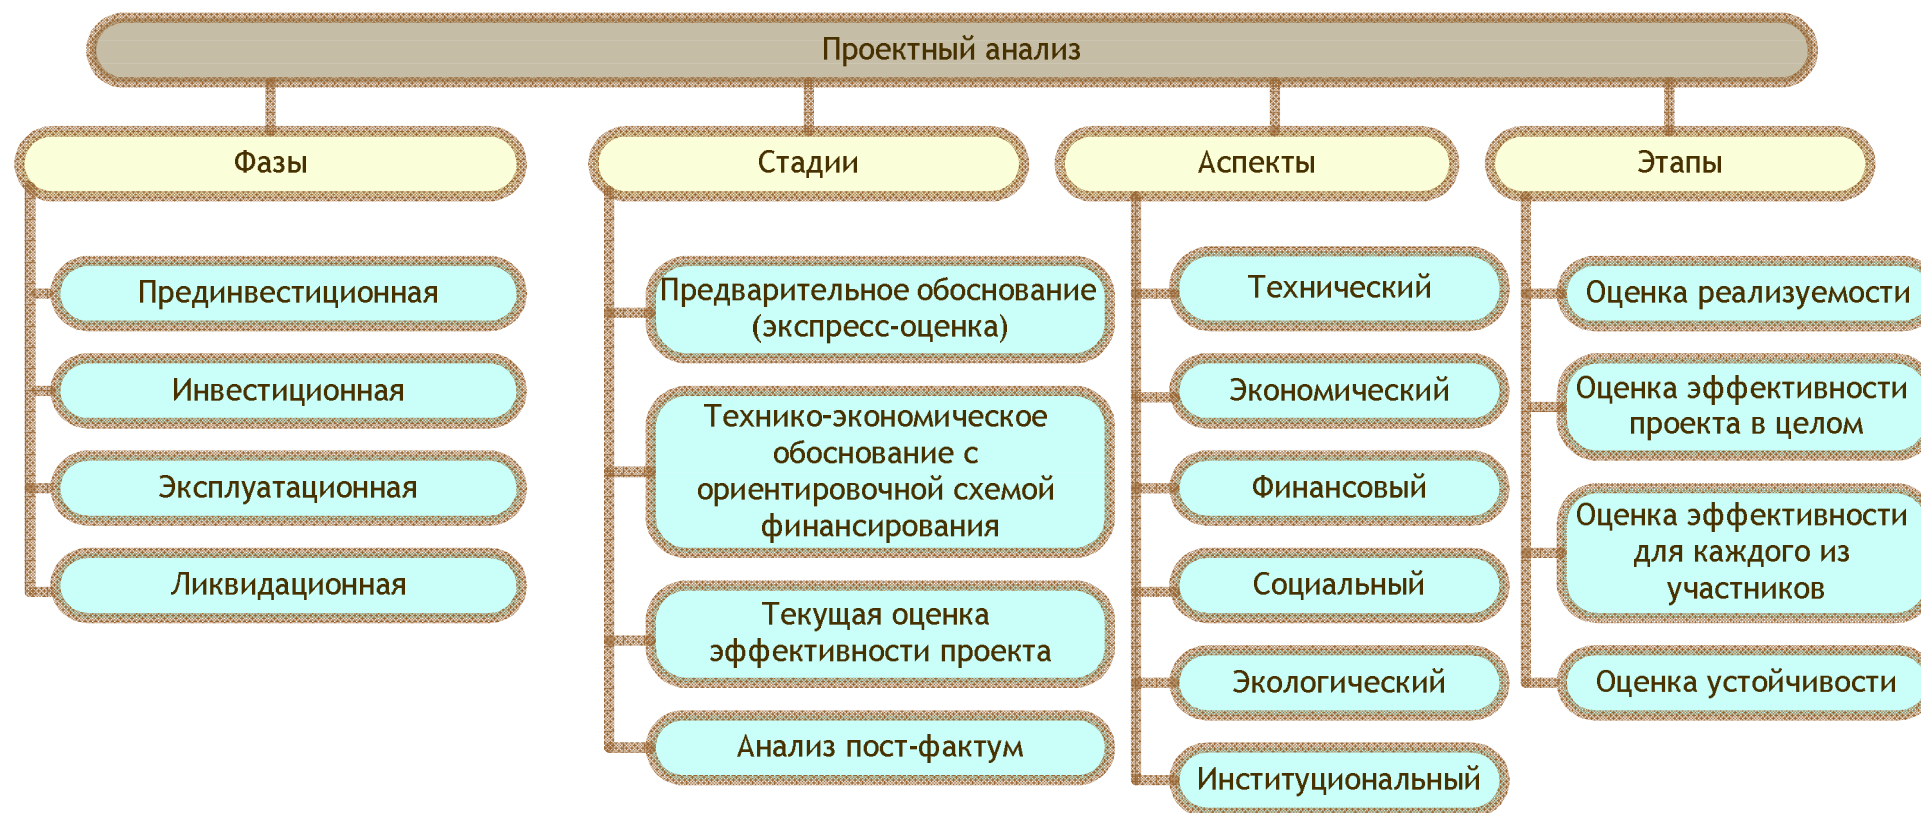 Проектный анализ
Фазы
Прединвестиционная
Инвестиционная
Эксплуатационная
Ликвидационная
Стадии
Предварительное обоснование
(экспресс-оценка)
Технико-экономическое
обоснование с
ориентировочной схемой
финансирования
Текущая оценка
эффективности проекта
Анализ пост-фактум
Аспекты
Технический
Экономический
Финансовый
Социальный
Экологический
Институциональный
Этапы
Оценка реализуемости
Оценка эффективности
проекта в целом
Оценка эффективности
для каждого из
участников
Оценка устойчивости